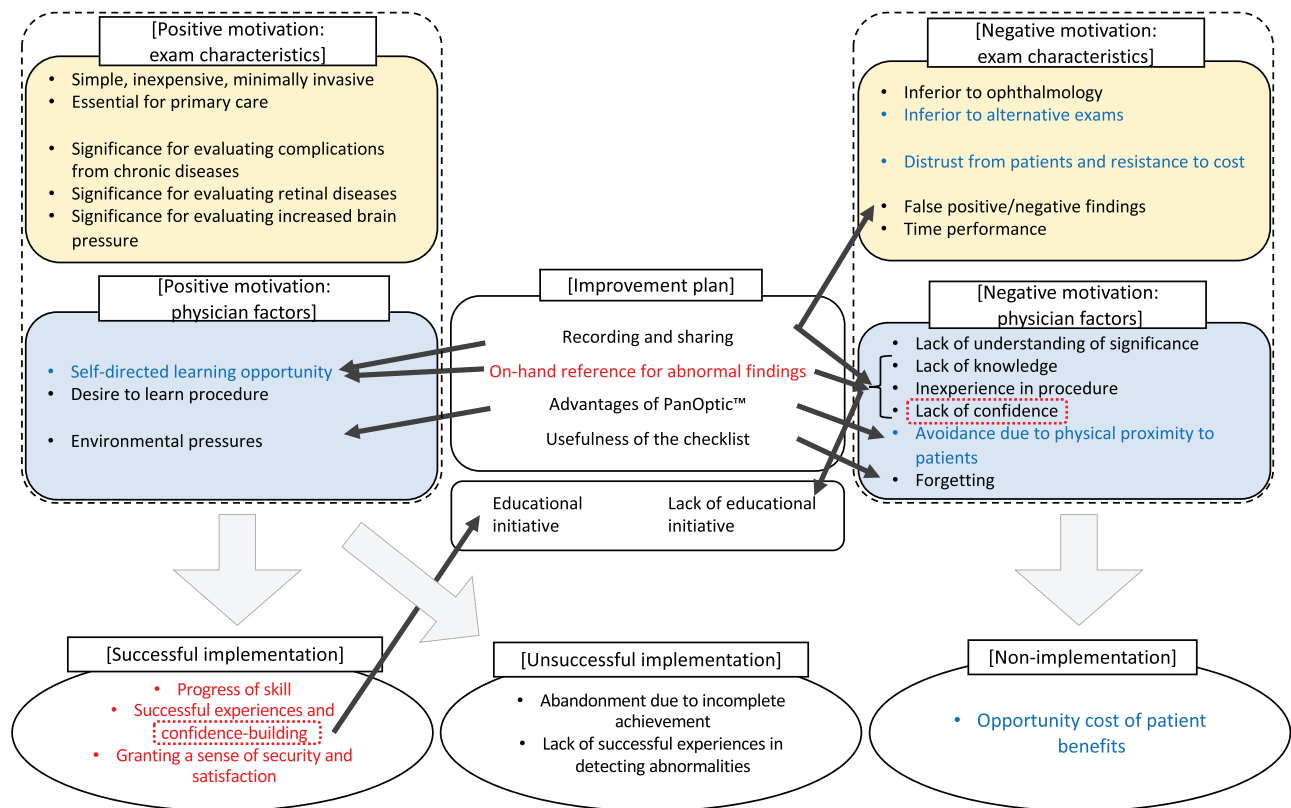 [Positive motivation:
exam characteristics]
• Simple, inexpensive, minimally invasive
• Essential for primary care
• Significance for evaluating complications
from chronic diseases
• Significance for evaluating retinal diseases
• Significance for evaluating increased brain
pressure
[Positive motivation:
physician factors]
• Self-directed learning opportunity
• Desire to learn procedure
• Environmental pressures
[Improvement plan]
Recording and sharing
On-hand reference for abnormal findings
Advantages of PanOptic™
Usefulness of the checklist
Educational
initiative
Lack of educational
initiative
[Negative motivation:
exam characteristics]
• Inferior to ophthalmology
• Inferior to alternative exams
• Distrust from patients and resistance to cost
• False positive/negative findings
• Time performance
[Negative motivation:
physician factors]
• Lack of understanding of significance
• Lack of knowledge
• Inexperience in procedure
• Lack of confidence
• Avoidance due to physical proximity to
patients
• Forgetting
[Successful implementation]
• Progress of skill
• Successful experiences and
confidence-building
• Granting a sense of security and
satisfaction
[Unsuccessful implementation]
• Abandonment due to incomplete
achievement
• Lack of successful experiences in
detecting abnormalities
[Non-implementation]
• Opportunity cost of patient
benefits